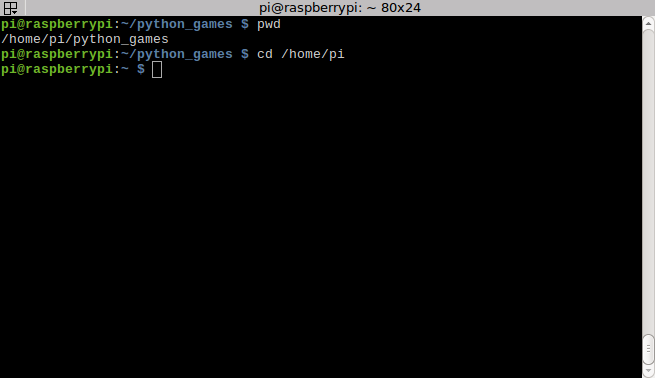 pi@raspberrypi: ~ 80x24
pi@raspberrypi:~/python_games $ pwd
/home/pi/python_games
pi@raspberrypi:~/python_games $ cd /home/pi
pi@raspberrypi:~ $